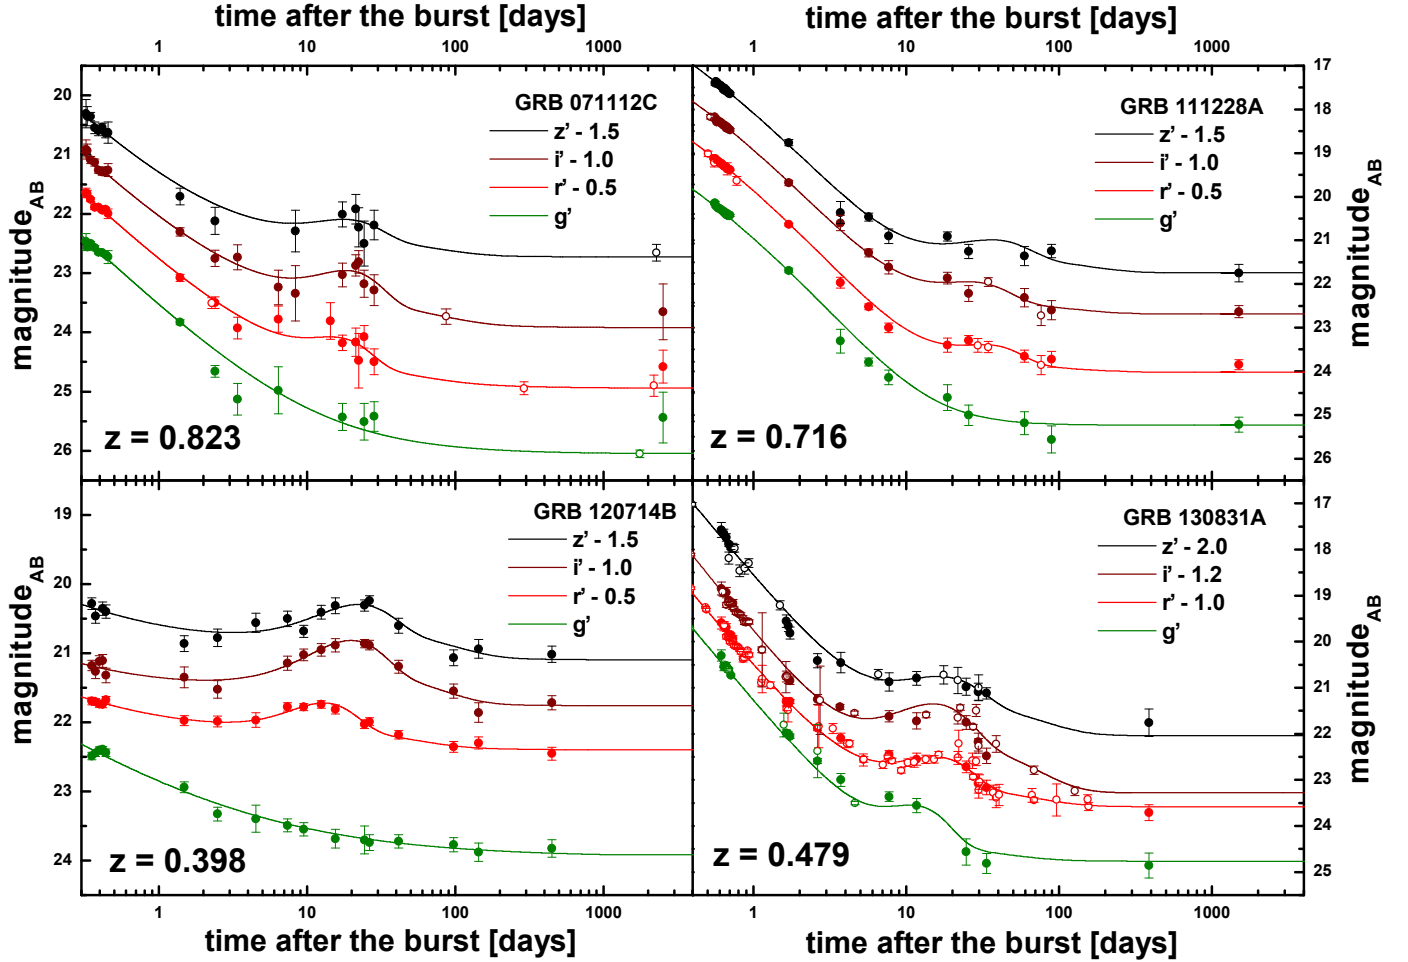 time after the burst [days]
time after the burst [days]
1 10 100 1000
1 10 100 1000
magnitudeAB
20
21
22
23
24
25
26
GRB 071112C
z' - 1.5
i' - 1.0
r' - 0.5
g'
z = 0.823
GRB 111228A
z' - 1.5
i' - 1.0
r' - 0.5
g'
z = 0.716
17
18
19
20
21
22
23
24
25
26
magnitudeAB
magnitudeAB
19
20
21
22
23
24
GRB 120714B
z' - 1.5
i' - 1.0
r' - 0.5
g'
z = 0.398
GRB 130831A
z' - 2.0
i' - 1.2
r' - 1.0
g'
z = 0.479
17
18
19
20
21
22
23
24
25
magnitudeAB
1 10 100 1000
1 10 100 1000
time after the burst [days]
time after the burst [days]